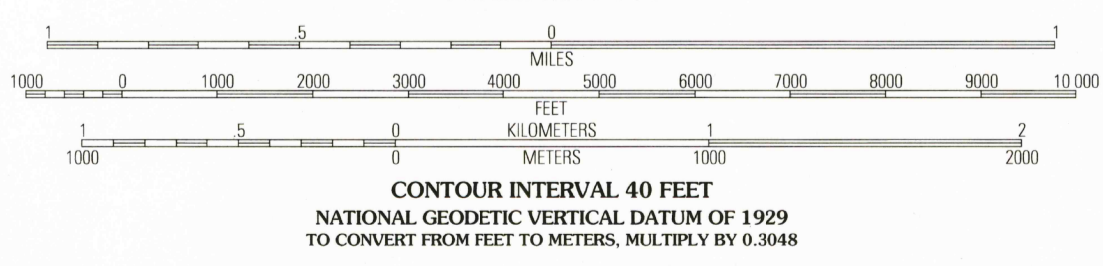 1 .5 0 1
MILES
1000 0 1000 2000 3000 4000 5000 6000 7000 8000 9000 10 000
FEET
1 .5 0 KILOMETERS 1 2
1000 0 METERS 1000 2000
CONTOUR INTERVAL 40 FEET
NATIONAL GEODETIC VERTICAL DATUM OF 1929
TO CONVERT FROM FEET TO METERS, MULTIPLY BY 0.3048